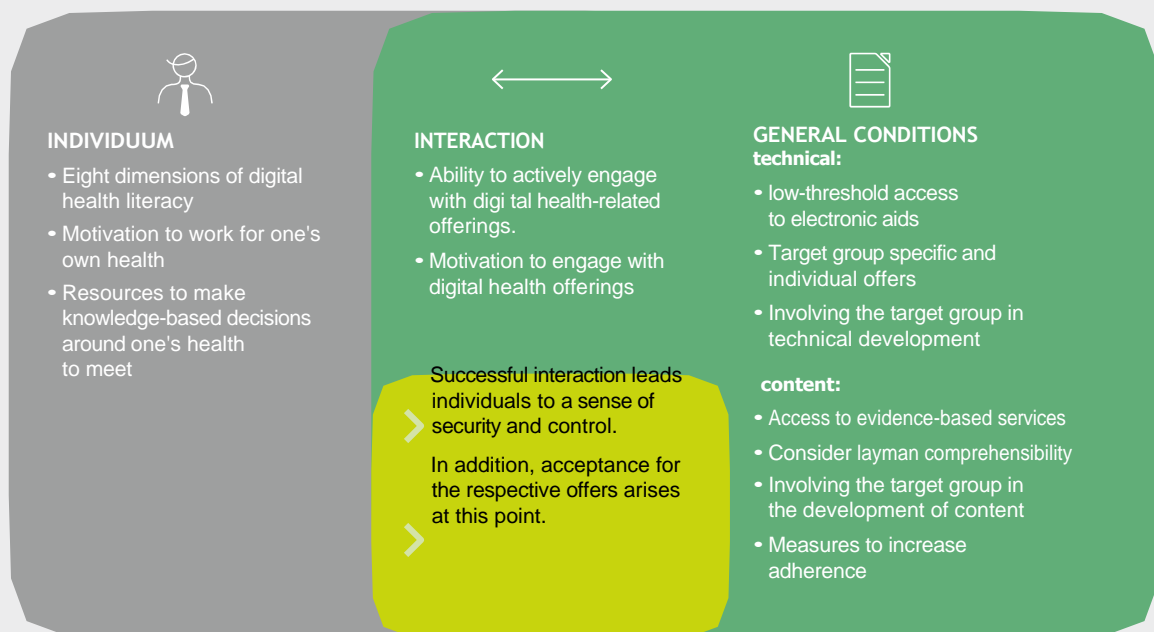 INDIVIDUUM
• Eight dimensions of digital
health literacy
• Motivation to work for one's
own health
• Resources to make
knowledge-based decisions
around one's health
to meet
INTERACTION
• Ability to actively engage
with digi tal health-related
offerings.
• Motivation to engage with
digital health offerings
Successful interaction leads
individuals to a sense of
security and control.
In addition, acceptance for
the respective offers arises
at this point.
GENERAL CONDITIONS
technical:
• low-threshold access
to electronic aids
• Target group specific and
individual offers
• Involving the target group in
technical development
content:
• Access to evidence-based services
• Consider layman comprehensibility
• Involving the target group in
the development of content
• Measures to increase
adherence